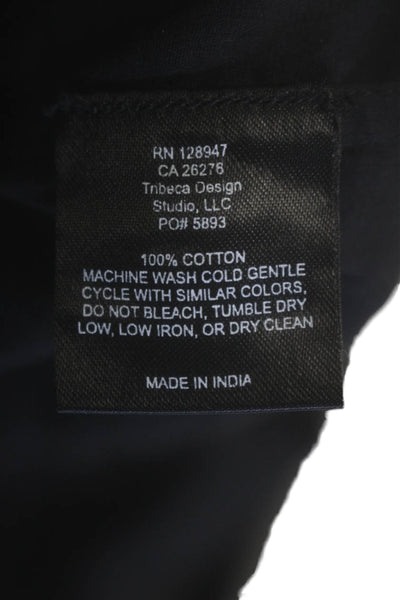 RN 128947
CA 26276
Tribeca Design
Studio, LLC
PO# 5893
100% COTTON
MACHINE WASH COLD GENTLE
CYCLE WITH SIMILAR COLORS,
DO NOT BLEACH, TUMBLE DRY
LOW, LOW IRON, OR DRY CLEAN
MADE IN INDIA